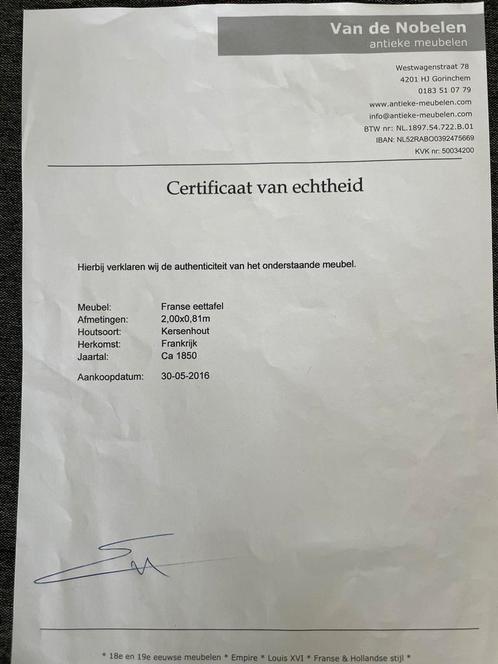 Van de Nobelen
antieke meubelen
Westwagenstraat 78
4201 HJ Gorinchem
0183 51 07 79
www.antieke-meubelen.com
info@antieke-meubelen.com
BTW nr: NL.1897.54.722.B.01
IBAN: NL52RABO0392475669
KVK nr: 50034200
Certificaat van echtheid
Hierbij verklaren wij de authenticiteit van het onderstaande meubel.
Meubel: Franse eettafel
Afmetingen: 2,00x0,81m
Houtsoort: Kersenhout
Herkomst: Frankrijk
Jaartal: Ca 1850
Aankoopdatum: 30-05-2016
* 18e en 19e eeuwse meubelen * Empire * Louis XVI * Franse & Hollandse stijl *